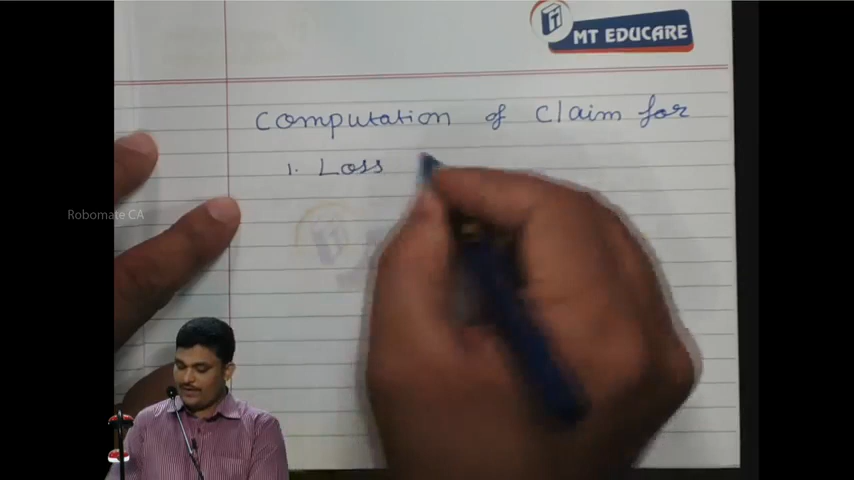 MT EDUCARE
Computation of claim for
1. Loss
Robomate CA